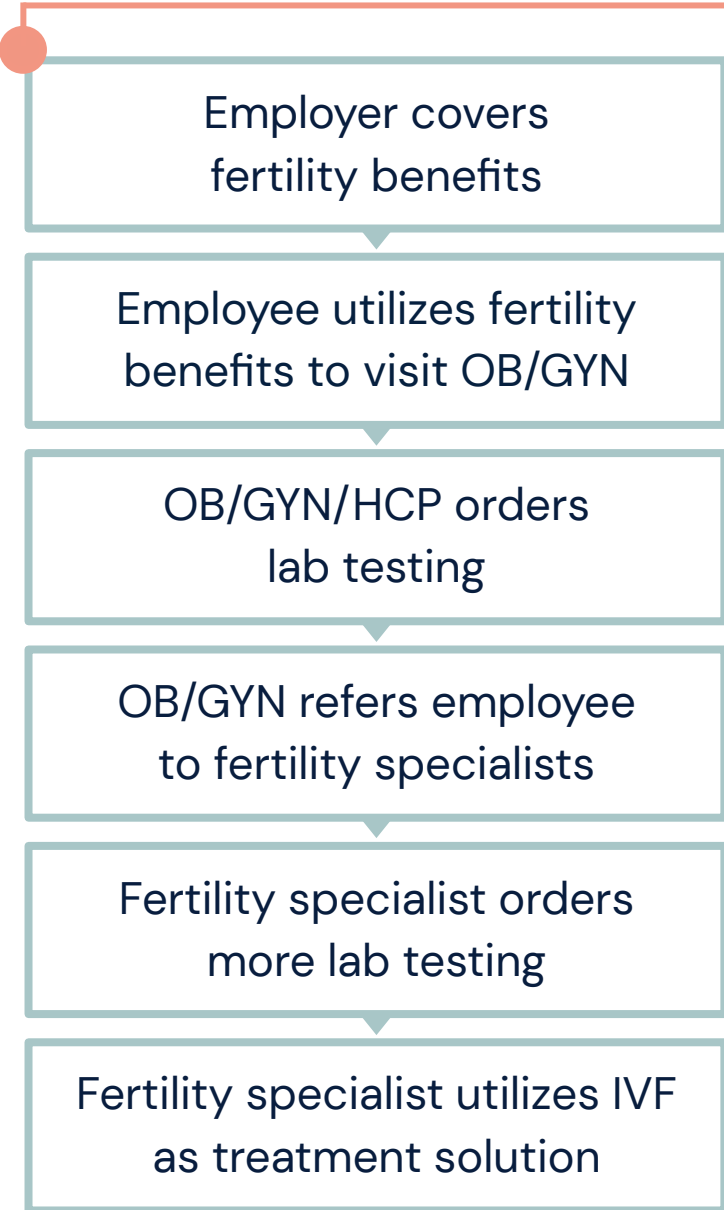 Employer covers
fertility benefits
Employee utilizes fertility
benefits to visit OB/GYN
OB/GYN/HCP orders
lab testing
OB/GYN refers employee
to fertility specialists
Fertility specialist orders
more lab testing
Fertility specialist utilizes IVF
as treatment solution